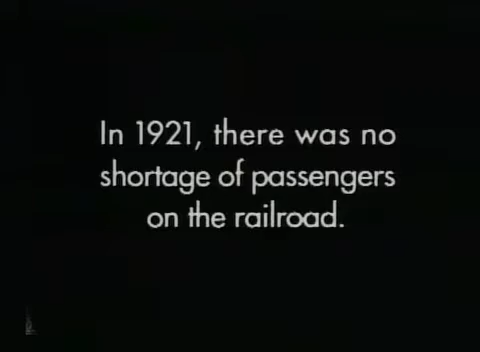 In 1921, there was no
shortage of passengers
on the railroad.